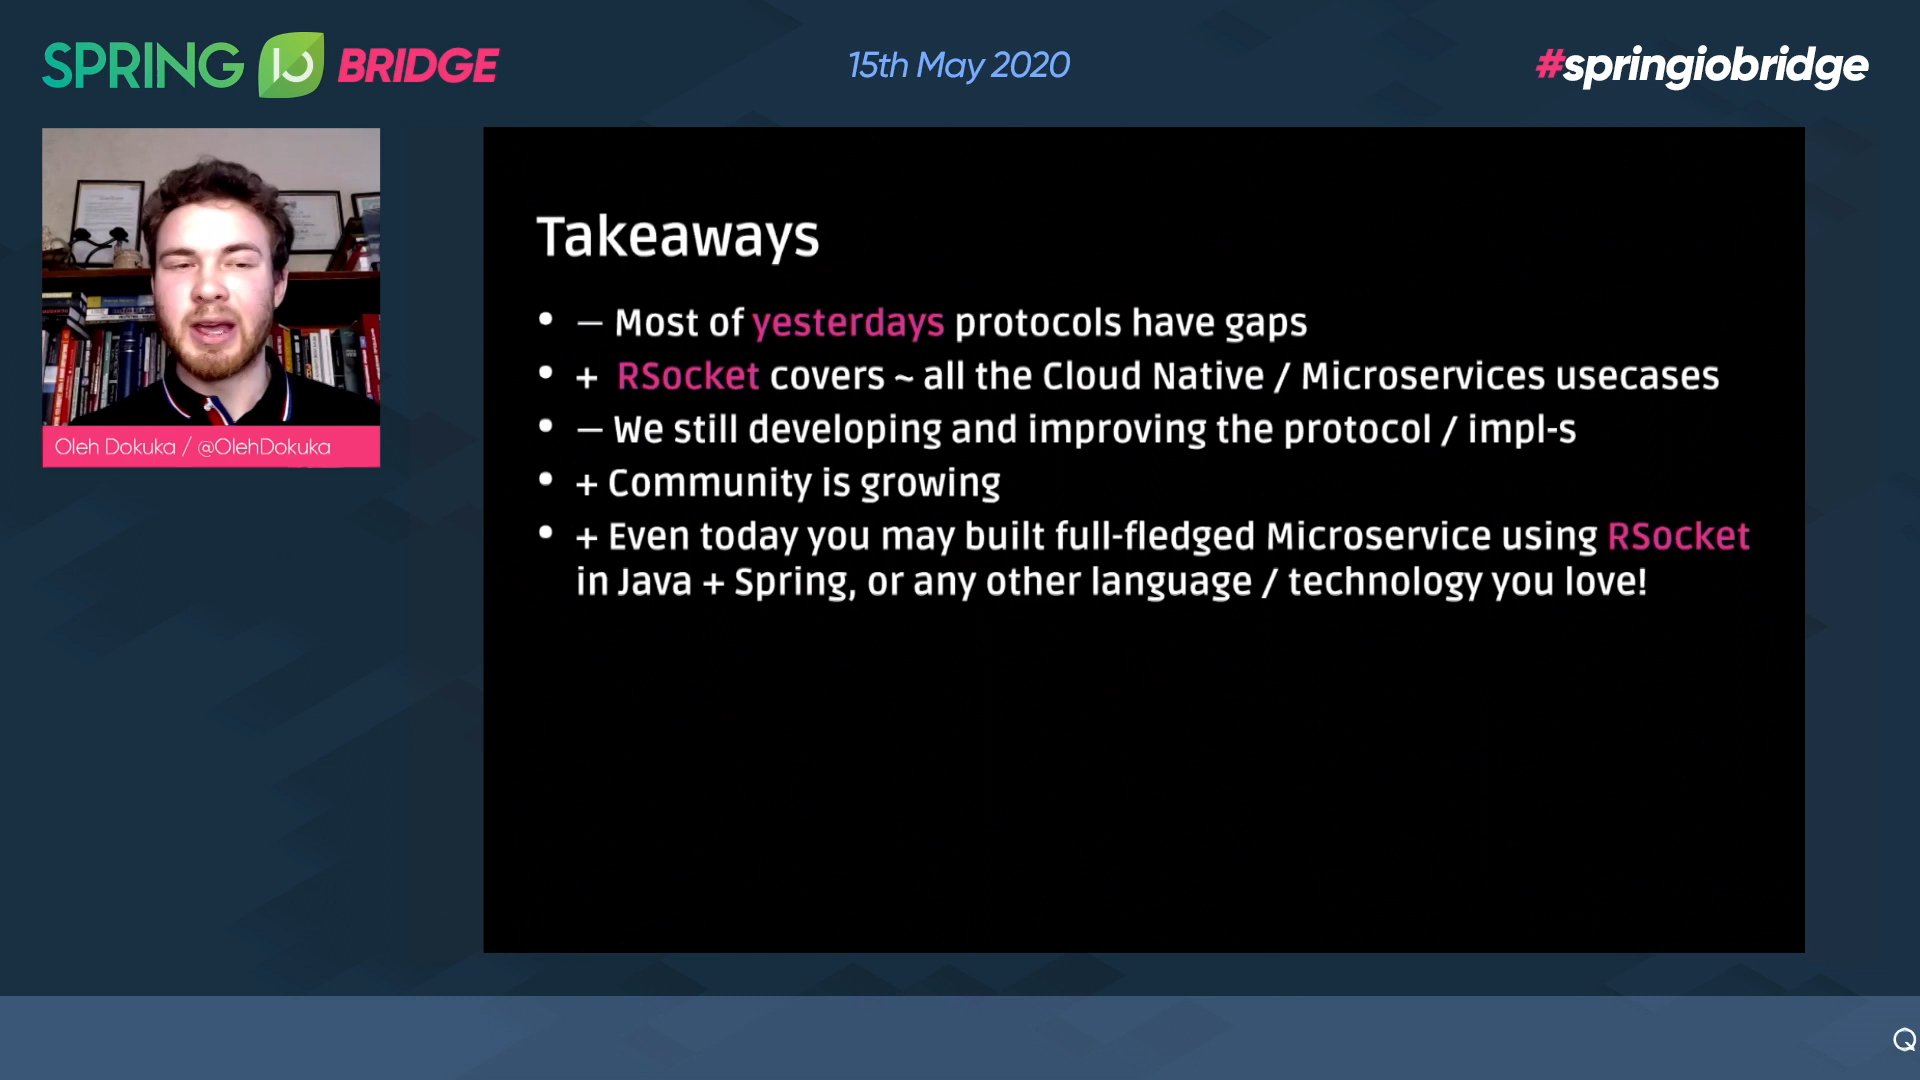 SPRING IO BRIDGE
15th May 2020
#springiobridge
Oleh Dokuka / @OlehDokuka
Takeaways
• – Most of yesterdays protocols have gaps
• + RSocket covers ~ all the Cloud Native / Microservices usecases
• – We still developing and improving the protocol / impl-s
• + Community is growing
• + Even today you may built full-fledged Microservice using RSocket
in Java + Spring, or any other language / technology you love!
Q